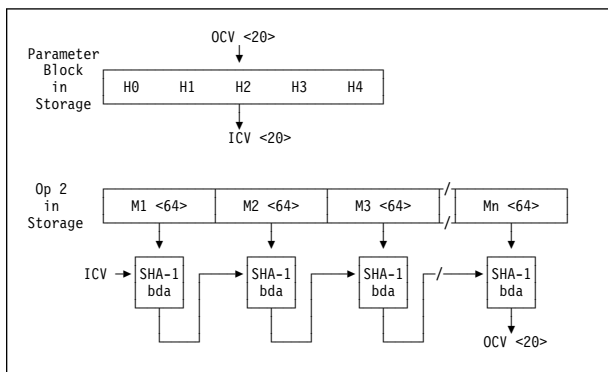 OCV <20>
Parameter
Block
in
Storage
H0 H1 H2 H3 H4
ICV <20>
Op 2
in
Storage
M1 <64> M2 <64> M3 <64> / / Mn <64>
ICV SHA-1 bda SHA-1 bda SHA-1 bda / SHA-1 bda
OCV <20>